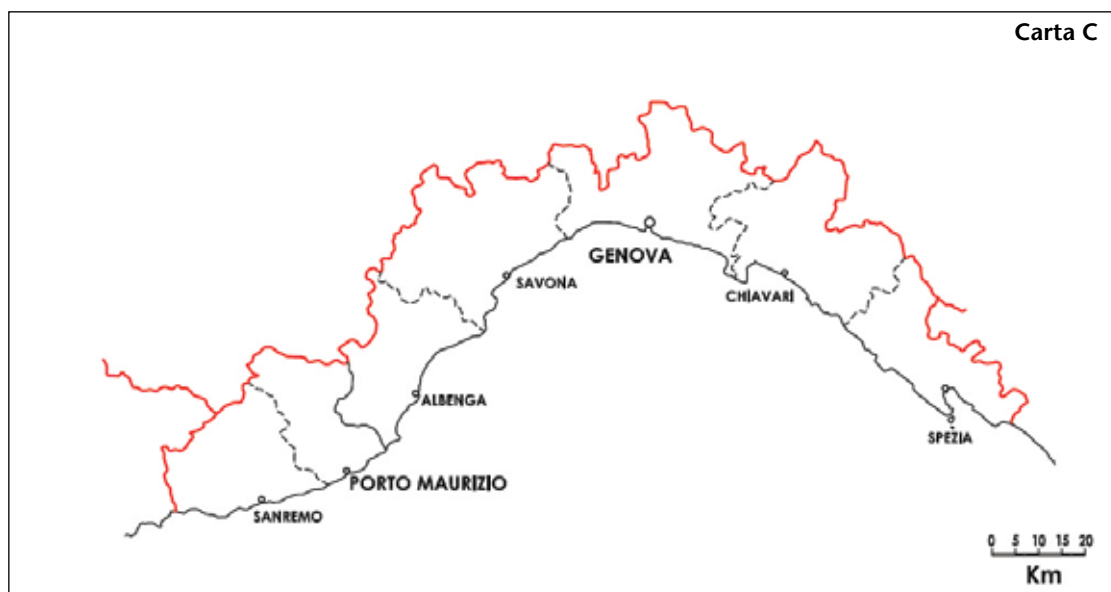 Carta C
GENOVA
SAVONA
CHIAVARI
ALBENGA
SPEZIA
PORTO MAURIZIO
SANREMO
0 5 10 15 20
Km